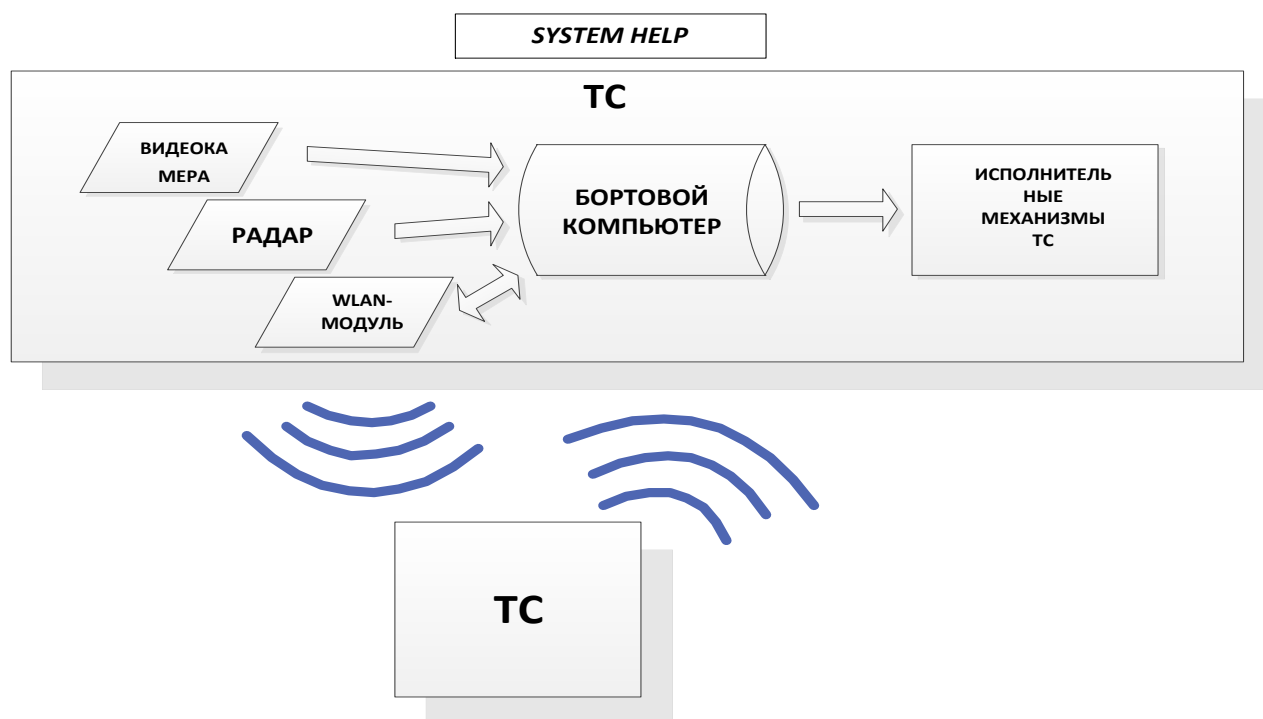 SYSTEM HELP
ТС
ВИДЕОКА
МЕРА
РАДАР
WLAN-
МОДУЛЬ
БОРТОВОЙ
КОМПЬЮТЕР
ИСПОЛНИТЕЛЬ
НЫЕ
МЕХАНИЗМЫ
ТС
ТС